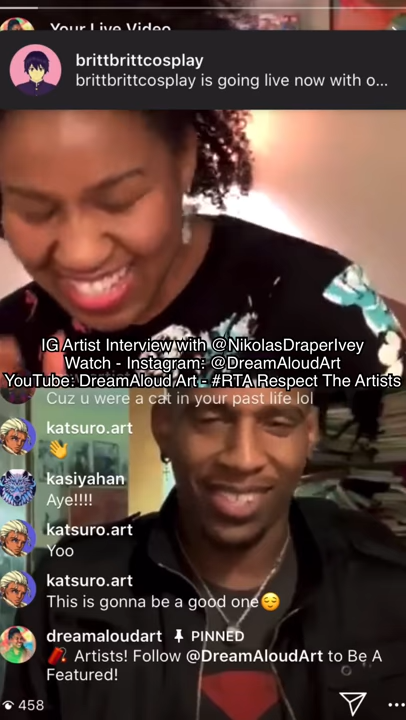 Your Live Video
brittbrittcosplay
brittbrittcosplay is going live now with o...
IG Artist Interview with @NikolasDraperIvey
Watch - Instagram: @DreamAloudArt
YouTube: DreamAloud Art - #RTA Respect The Artists
Cuz u were a cat in your past life lol
katsuro.art
👋
kasiyahan
Aye!!!!
katsuro.art
Yoo
katsuro.art
This is gonna be a good one😌
dreamaloudart PINNED
🧨 Artists! Follow @DreamAloudArt to Be A
Featured!
458